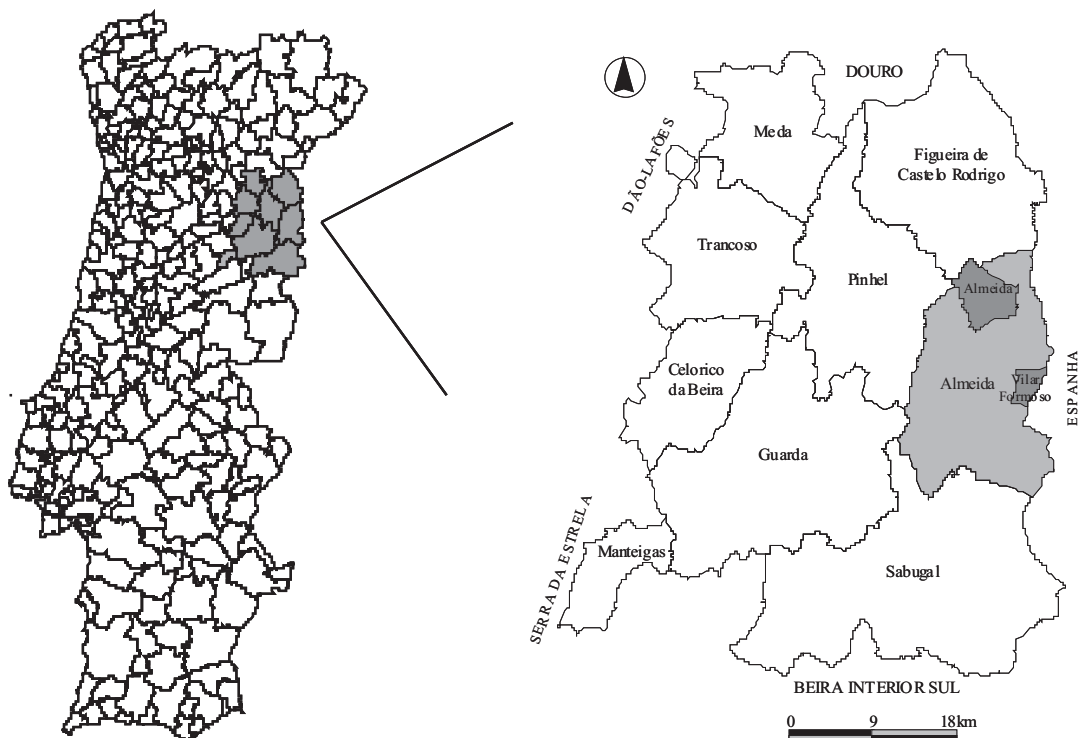 DOURO
Meda
DÃO-LAFÕES
Figueira de
Castelo Rodrigo
Trancoso
Pinhel
Almeida
Celorico
da Beira
Almeida
Vilar
Formoso
ESPANHA
Guarda
SERRA DA ESTRELA
Manteigas
Sabugal
BEIRA INTERIOR SUL
0 9 18km